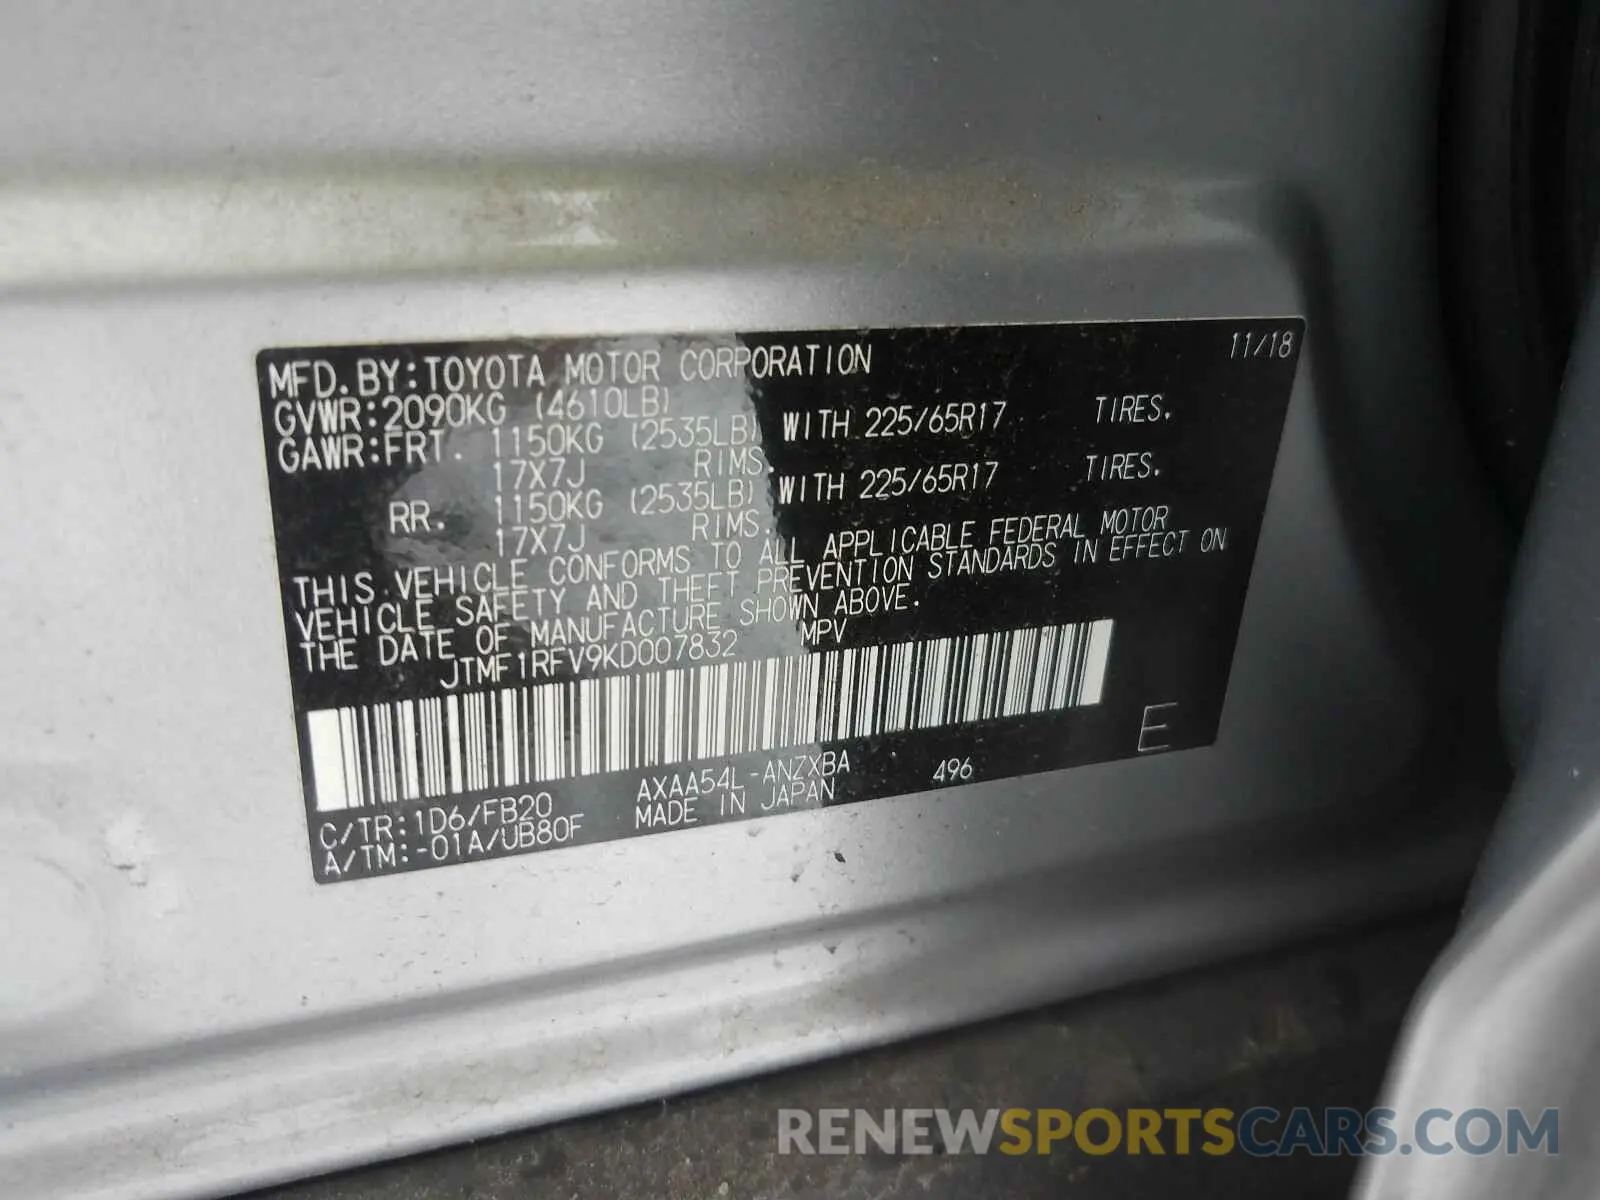 11/18
MFD. BY: TOYOTA MOTOR CORPORATION
GVWR: 2090KG (4610LB)
GAWR: FRT. 1150KG (2535LB) WITH 225/65R17 TIRES.
17X7J RIMS.
RR. 1150KG (2535LB) WITH 225/65R17 TIRES.
17X7J RIMS.
THIS VEHICLE CONFORMS TO ALL APPLICABLE FEDERAL MOTOR
VEHICLE SAFETY AND THEFT PREVENTION STANDARDS IN EFFECT ON
THE DATE OF MANUFACTURE SHOWN ABOVE.
JTMF1RFV9KD007832 MPV
E
AXAA54L-ANZXBA 496
C/TR: 1D6/FB20 MADE IN JAPAN
A/TM: -01A/UB80F
RENEWSPORTSCARS.COM